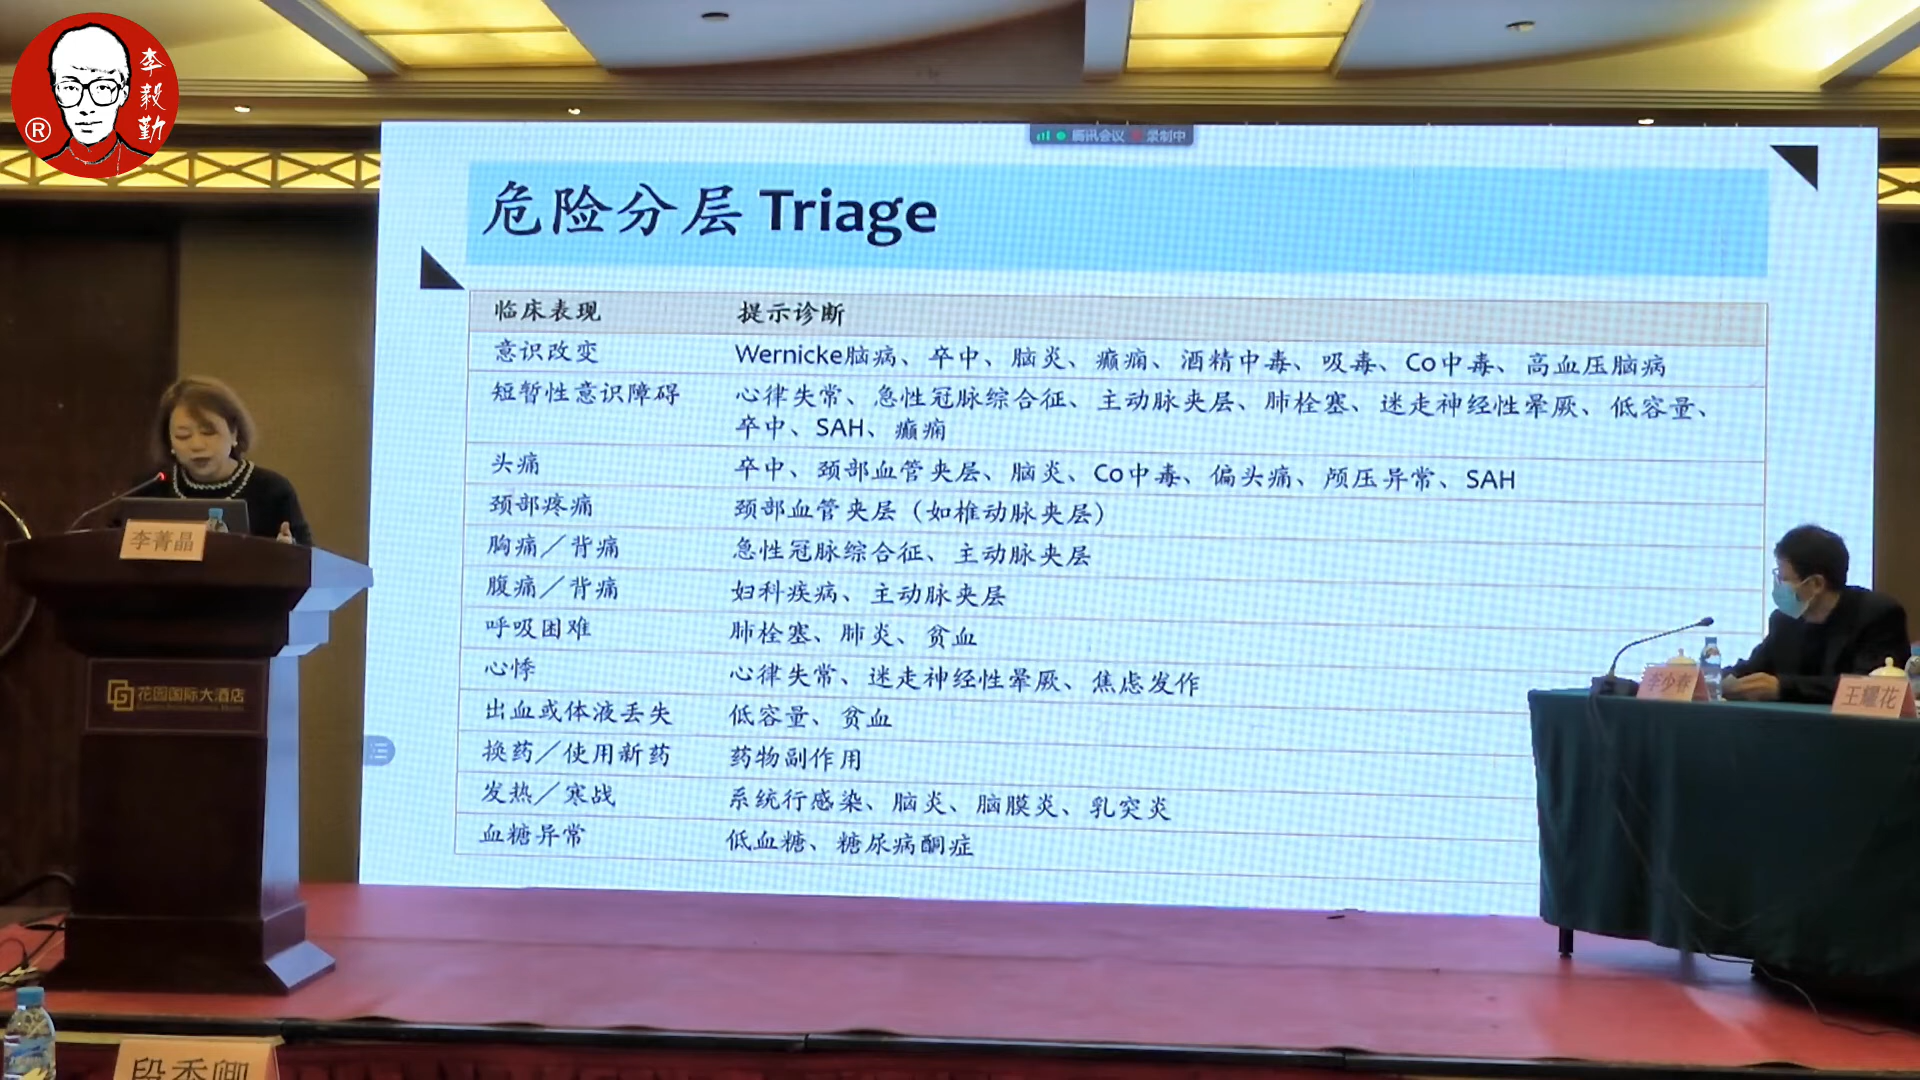 李毅勤
®
腾讯会议 录制中
危险分层 Triage
临床表现 提示诊断
意识改变 Wernicke脑病、卒中、脑炎、癫痫、酒精中毒、吸毒、Co中毒、高血压脑病
短暂性意识障碍 心律失常、急性冠脉综合征、主动脉夹层、肺栓塞、迷走神经性晕厥、低容量、
卒中、SAH、癫痫
头痛 卒中、颈部血管夹层、脑炎、Co中毒、偏头痛、颅压异常、SAH
颈部疼痛 颈部血管夹层（如椎动脉夹层）
胸痛／背痛 急性冠脉综合征、主动脉夹层
腹痛／背痛 妇科疾病、主动脉夹层
呼吸困难 肺栓塞、肺炎、贫血
心悸 心律失常、迷走神经性晕厥、焦虑发作
出血或体液丢失 低容量、贫血
换药／使用新药 药物副作用
发热／寒战 系统行感染、脑炎、脑膜炎、乳突炎
血糖异常 低血糖、糖尿病酮症
李菁晶
花园国际大酒店
李少春
王耀花
段香卿